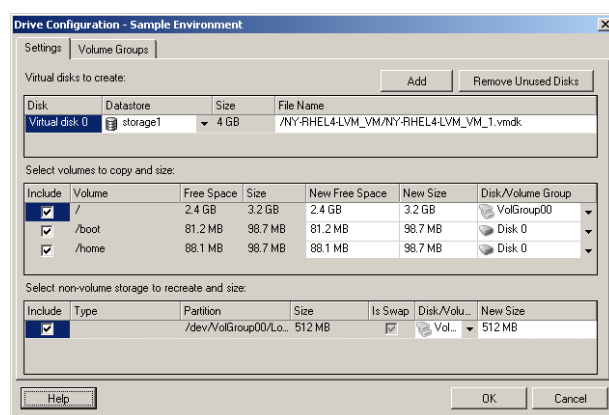 Drive Configuration - Sample Environment
Settings Volume Groups
Virtual disks to create:
Add Remove Unused Disks
Disk Datastore Size File Name
Virtual disk 0 storage1 4 GB /NY-RHEL4-LVM_VM/NY-RHEL4-LVM_VM_1.vmdk
Select volumes to copy and size:
Include Volume Free Space Size New Free Space New Size Disk/Volume Group
/ 2.4 GB 3.2 GB 2.4 GB 3.2 GB VolGroup00
/boot 81.2 MB 98.7 MB 81.2 MB 98.7 MB Disk 0
/home 88.1 MB 98.7 MB 88.1 MB 98.7 MB Disk 0
Select non-volume storage to recreate and size:
Include Type Partition Size Is Swap Disk/Volu... New Size
/dev/VolGroup00/Lo... 512 MB Vol... 512 MB
Help OK Cancel